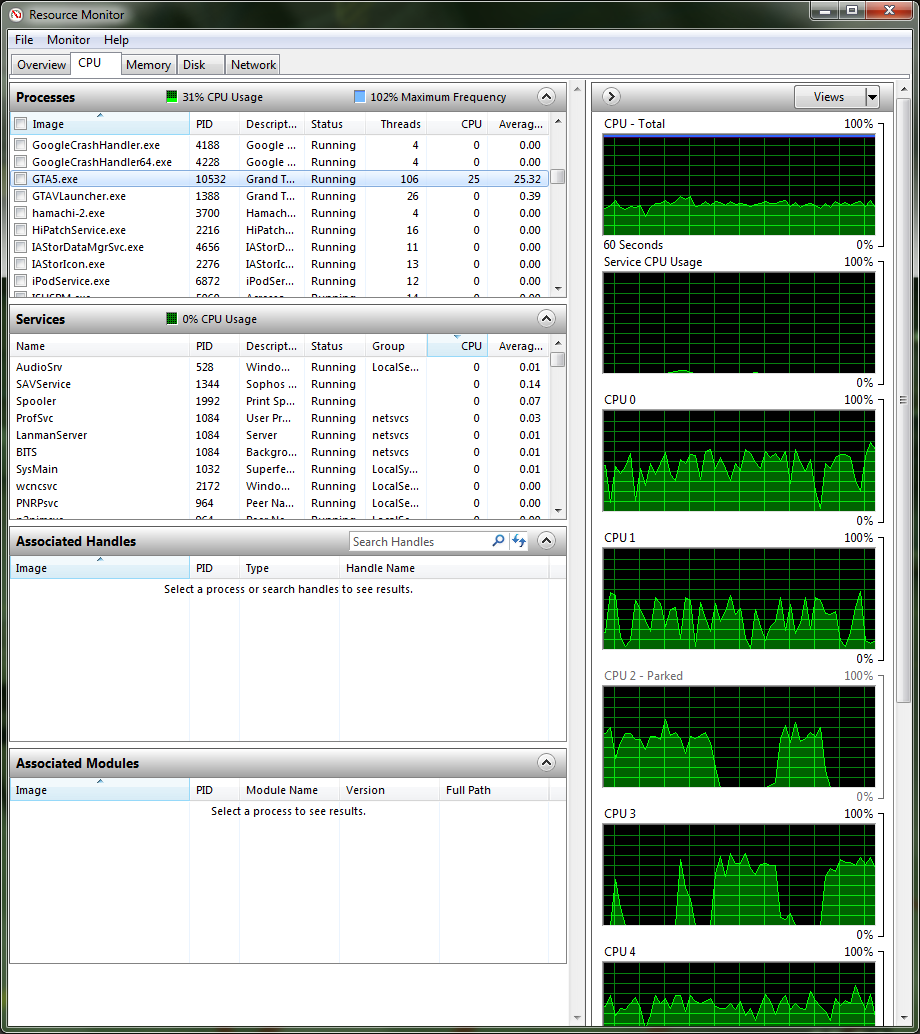 Resource Monitor
File Monitor Help
Overview CPU Memory Disk Network
Processes 31% CPU Usage 102% Maximum Frequency
Image PID Descript... Status Threads CPU Averag...
GoogleCrashHandler.exe 4188 Google ... Running 4 0 0.00
GoogleCrashHandler64.exe 4228 Google ... Running 4 0 0.00
GTA5.exe 10532 Grand T... Running 106 25 25.32
GTAVLauncher.exe 1388 Grand T... Running 26 0 0.39
hamachi-2.exe 3700 Hamach... Running 4 0 0.00
HiPatchService.exe 2216 HiPatch... Running 16 0 0.00
IAStorDataMgrSvc.exe 4656 IAStorD... Running 11 0 0.00
IAStorIcon.exe 2276 IAStorIc... Running 13 0 0.00
iPodService.exe 6872 iPodSer... Running 12 0 0.00
Services 0% CPU Usage
Name PID Descript... Status Group CPU Averag...
AudioSrv 528 Windo... Running LocalSe... 0 0.01
SAVService 1344 Sophos ... Running 0 0.14
Spooler 1992 Print Sp... Running 0 0.07
ProfSvc 1084 User Pr... Running netsvcs 0 0.03
LanmanServer 1084 Server Running netsvcs 0 0.01
BITS 1084 Backgro... Running netsvcs 0 0.01
SysMain 1032 Superfe... Running LocalSy... 0 0.01
wcncsvc 2172 Windo... Running LocalSe... 0 0.00
PNRPsvc 964 Peer Na... Running LocalSe... 0 0.00
Associated Handles Search Handles
Image PID Type Handle Name
Select a process or search handles to see results.
Associated Modules
Image PID Module Name Version Full Path
Select a process to see results.
Views
CPU - Total 100%
60 Seconds 0%
Service CPU Usage 100%
0%
CPU 0 100%
0%
CPU 1 100%
0%
CPU 2 - Parked 100%
0%
CPU 3 100%
0%
CPU 4 100%